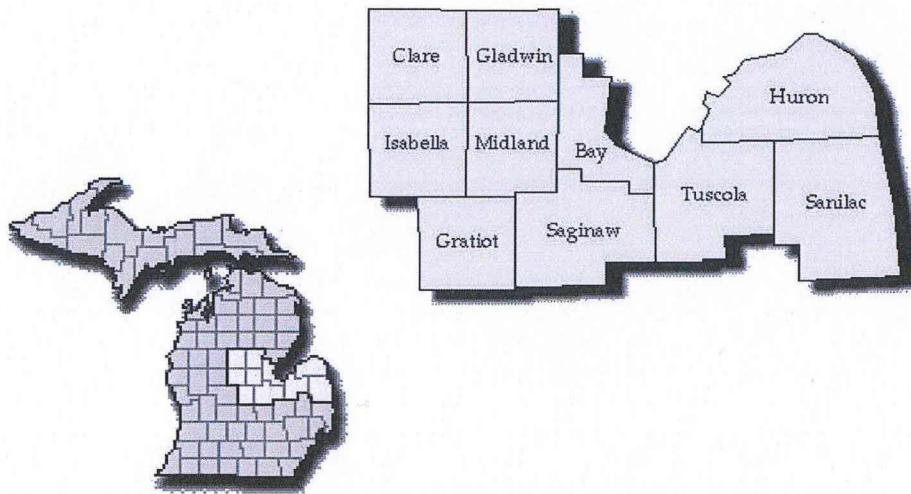 Clare
Gladwin
Huron
Isabella
Midland
Bay
Tuscola
Sanilac
Gratiot
Saginaw